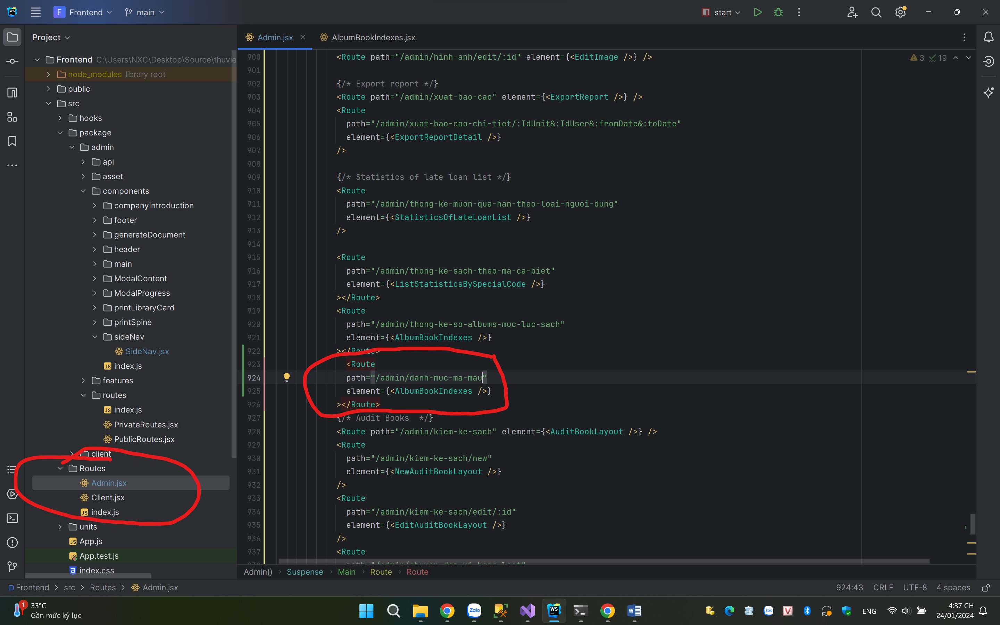 F Frontend main start
Project
Admin.jsx AlbumBookIndexes.jsx
Frontend C:\Users\NXC\Desktop\Source\thuvie
node_modules library root
public
src
hooks
package
admin
api
asset
components
companyIntroduction
footer
generateDocument
header
main
ModalContent
ModalProgress
printLibraryCard
printSpine
sideNav
SideNav.jsx
index.js
features
routes
index.js
PrivateRoutes.jsx
PublicRoutes.jsx
client
Routes
Admin.jsx
Client.jsx
index.js
units
App.js
App.test.js
index.css
3 19
900 <Route path="/admin/hinh-anh/edit/:id" element={<EditImage />} />
901
902 {/* Export report */}
903 <Route path="/admin/xuat-bao-cao" element={<ExportReport />} />
904 <Route
905 path="/admin/xuat-bao-cao-chi-tiet/:IdUnit&:IdUser&:fromDate&:toDate"
906 element={<ExportReportDetail />}
907 />
908
909 {/* Statistics of late loan list */}
910 <Route
911 path="/admin/thong-ke-muon-qua-han-theo-loai-nguoi-dung"
912 element={<StatisticsOfLateLoanList />}
913 />
914
915 <Route
916 path="/admin/thong-ke-sach-theo-ma-ca-biet"
917 element={<ListStatisticsBySpecialCode />}
918 ></Route>
919 <Route
920 path="/admin/thong-ke-so-albums-muc-luc-sach"
921 element={<AlbumBookIndexes />}
922 ></Route>
923 <Route
924 path="/admin/danh-muc-ma-mau"
925 element={<AlbumBookIndexes />}
926 ></Route>
927 {/* Audit Books */}
928 <Route path="/admin/kiem-ke-sach" element={<AuditBookLayout />} />
929 <Route
930 path="/admin/kiem-ke-sach/new"
931 element={<NewAuditBookLayout />}
932 />
933 <Route
934 path="/admin/kiem-ke-sach/edit/:id"
935 element={<EditAuditBookLayout />}
936 />
937 <Route
Admin() Suspense Main Route Route
Frontend src Routes Admin.jsx 924:43 CRLF UTF-8 4 spaces
1 33°C
Gần mức kỷ lục
Zalo
WS
ENG
4:37 CH
24/01/2024